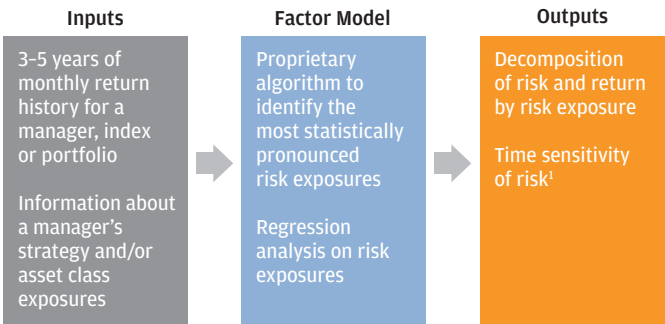 Inputs
3–5 years of
monthly return
history for a
manager, index
or portfolio
Information about
a manager's
strategy and/or
asset class
exposures
Factor Model
Proprietary
algorithm to
identify the
most statistically
pronounced
risk exposures
Regression
analysis on risk
exposures
Outputs
Decomposition
of risk and return
by risk exposure
Time sensitivity
of risk¹